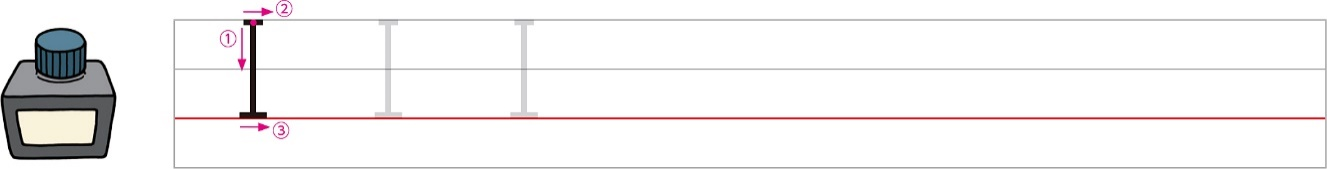 ② 
① I I I
③